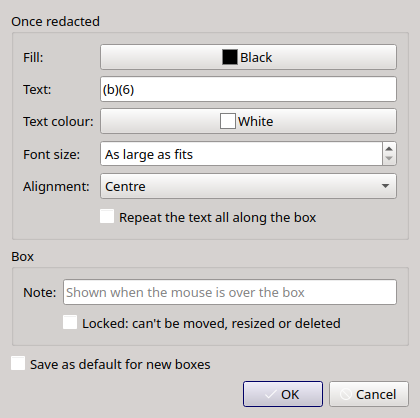 Once redacted
Fill: Black
Text: (b)(6)
Text colour: White
Font size: As large as fits
Alignment: Centre
Repeat the text all along the box
Box
Note: Shown when the mouse is over the box
Locked: can't be moved, resized or deleted
Save as default for new boxes
OK Cancel